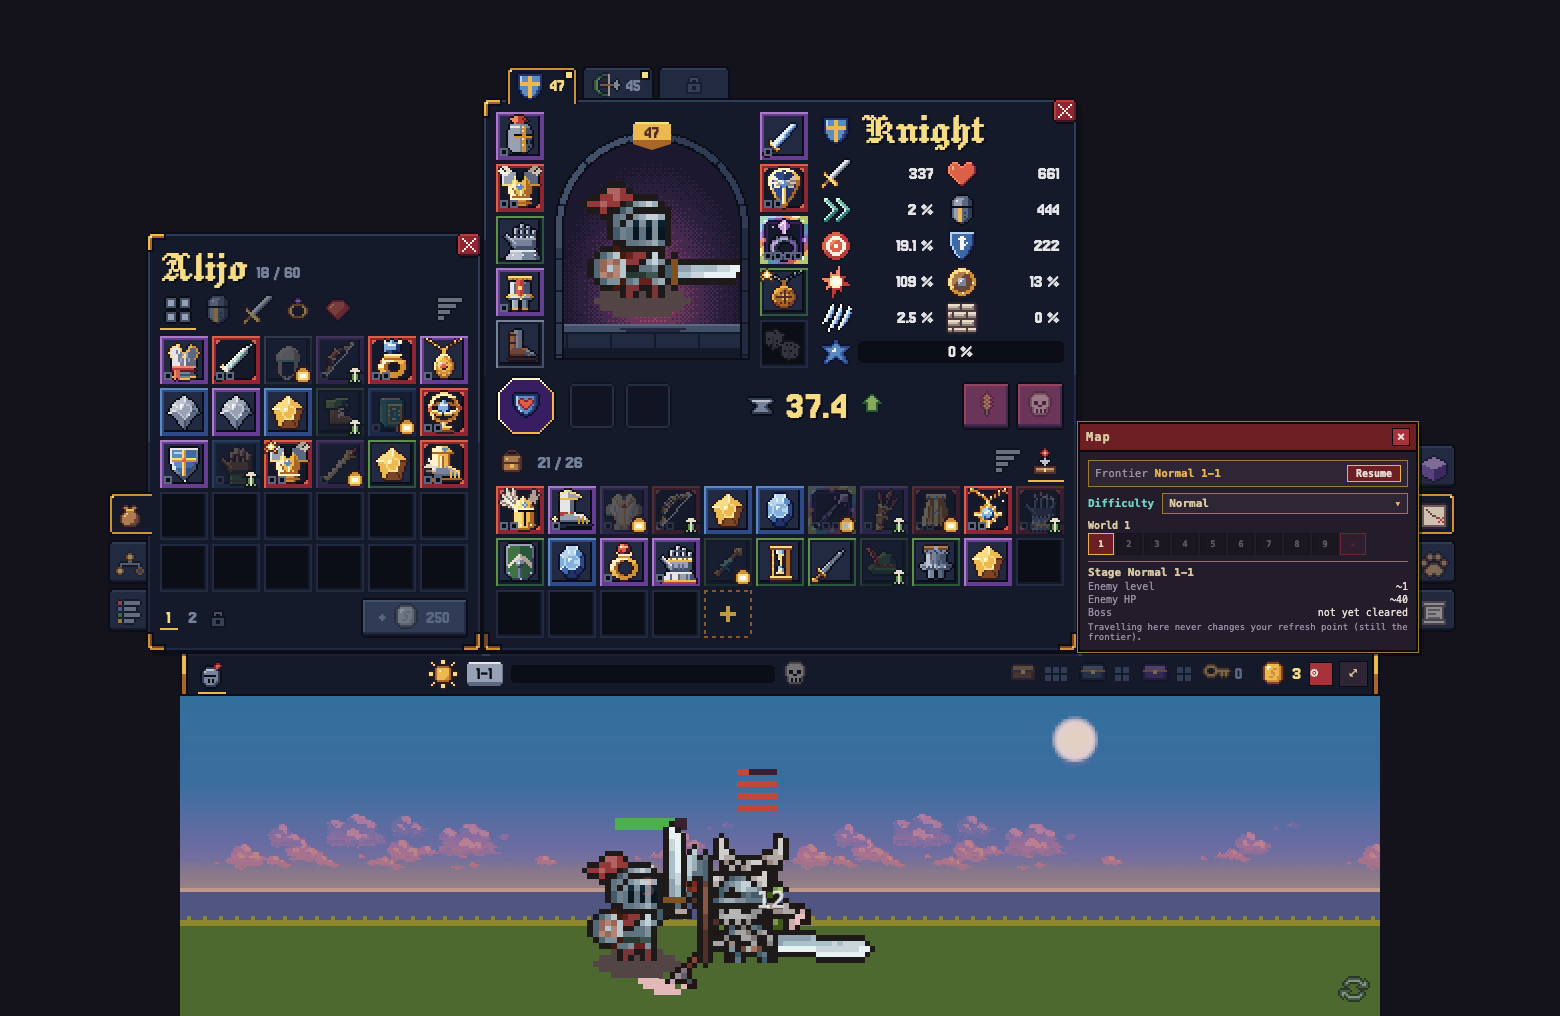 47
45
47
Knight
337
661
2 %
444
19.1 %
222
109 %
13 %
2.5 %
0 %
0 %
37.4
21 / 26
+
Alijo 18 / 60
1 2
+ 250
Map
Frontier Normal 1-1
Resume
Difficulty Normal
World 1
1 2 3 4 5 6 7 8 9
Stage Normal 1-1
Enemy level ~1
Enemy HP ~40
Boss not yet cleared
Travelling here never changes your refresh point (still the
frontier).
1-1
0
3
12